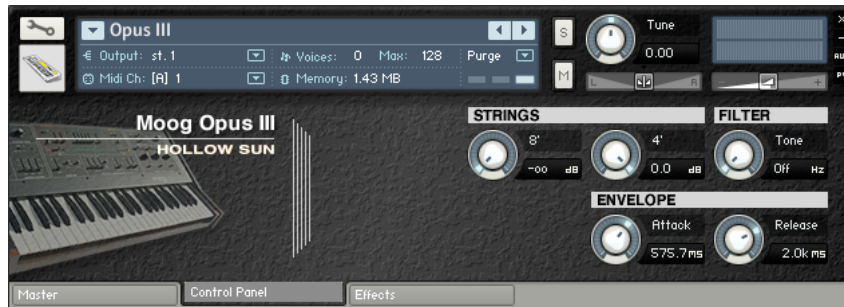 Opus III
S
Tune
0.00
Output: st. 1
Voices: 0 Max: 128
Purge
Midi Ch: [A] 1
Memory: 1.43 MB
M
L R
- +
Moog Opus III
HOLLOW SUN
STRINGS
FILTER
8'
4'
Tone
-oo dB
0.0 dB
Off Hz
ENVELOPE
Attack
Release
575.7ms
2.0k ms
Master
Control Panel
Effects